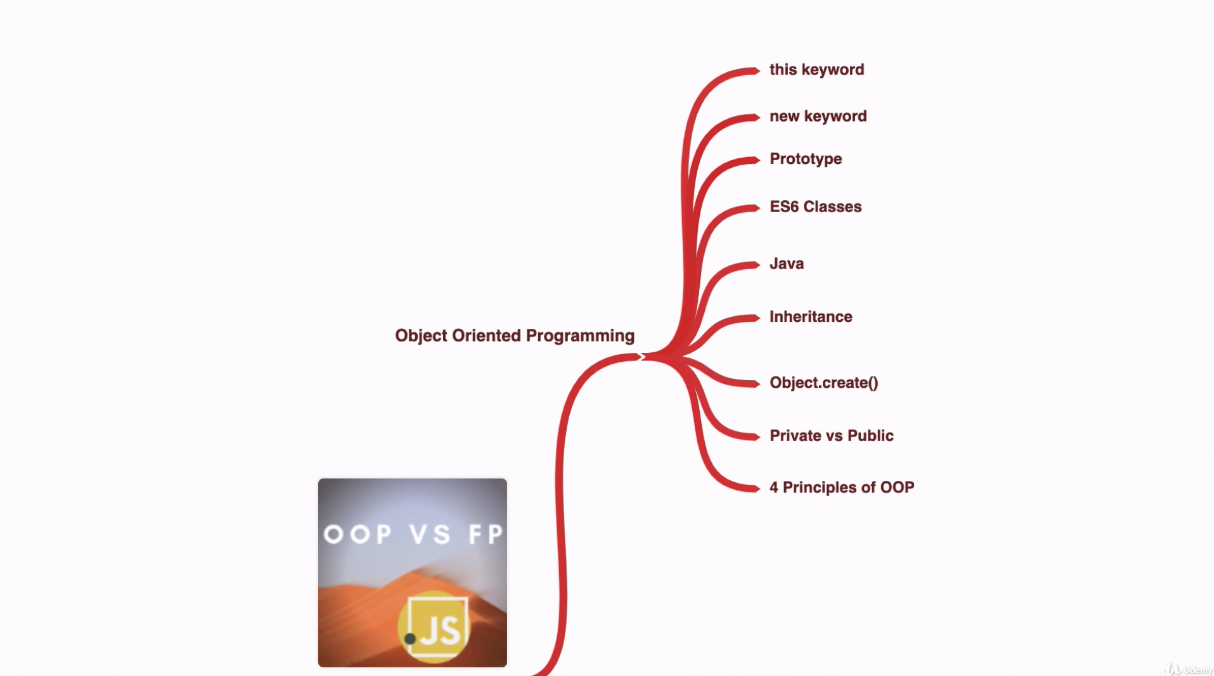 this keyword
new keyword
Prototype
ES6 Classes
Java
Inheritance
Object Oriented Programming
Object.create()
Private vs Public
4 Principles of OOP
OOP VS FP
.JS
Udemy